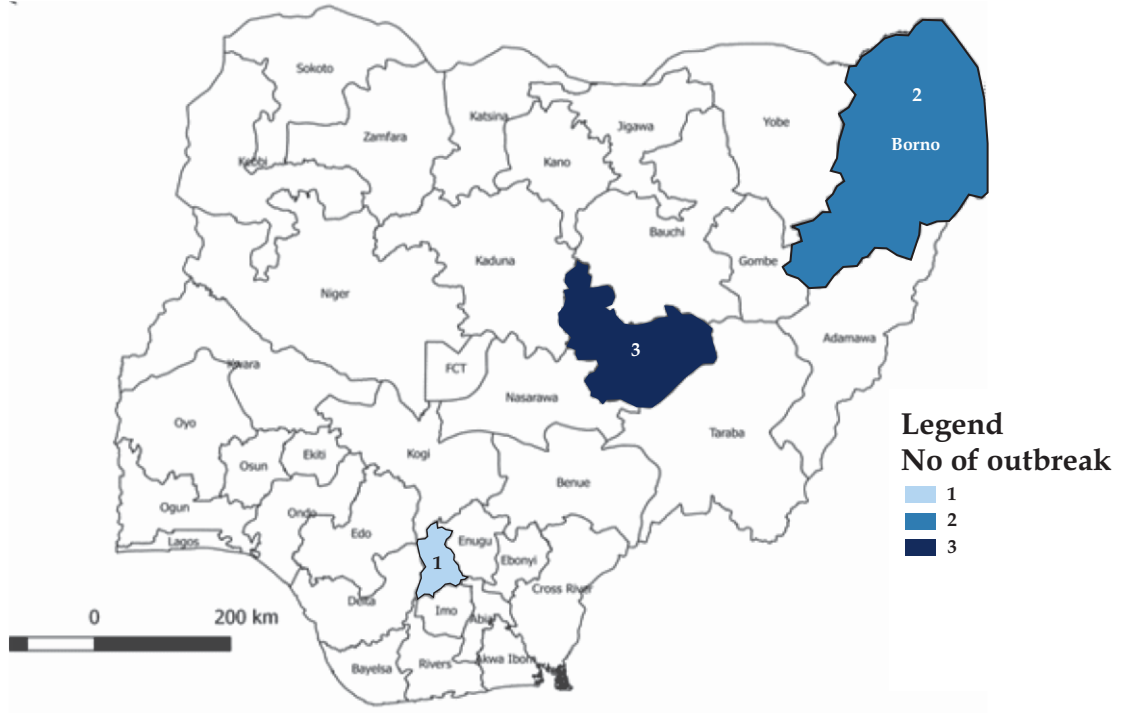 Sokoto
Katsina
Zamfara
Kebbi
Kano
Jigawa
Yobe
2
Borno
Bauchi
Gombe
Kaduna
Niger
3
Adamawa
FCT
Nasarawa
Kwara
Oyo
Taraba
Osun
Ekiti
Kogi
Benue
Ogun
Ondo
Edo
Lagos
1
Enugu
Ebonyi
Cross River
Delta
Imo
Abia
Bayelsa
Rivers
Akwa Ibom
0 200 km
Legend
No of outbreak
1
2
3